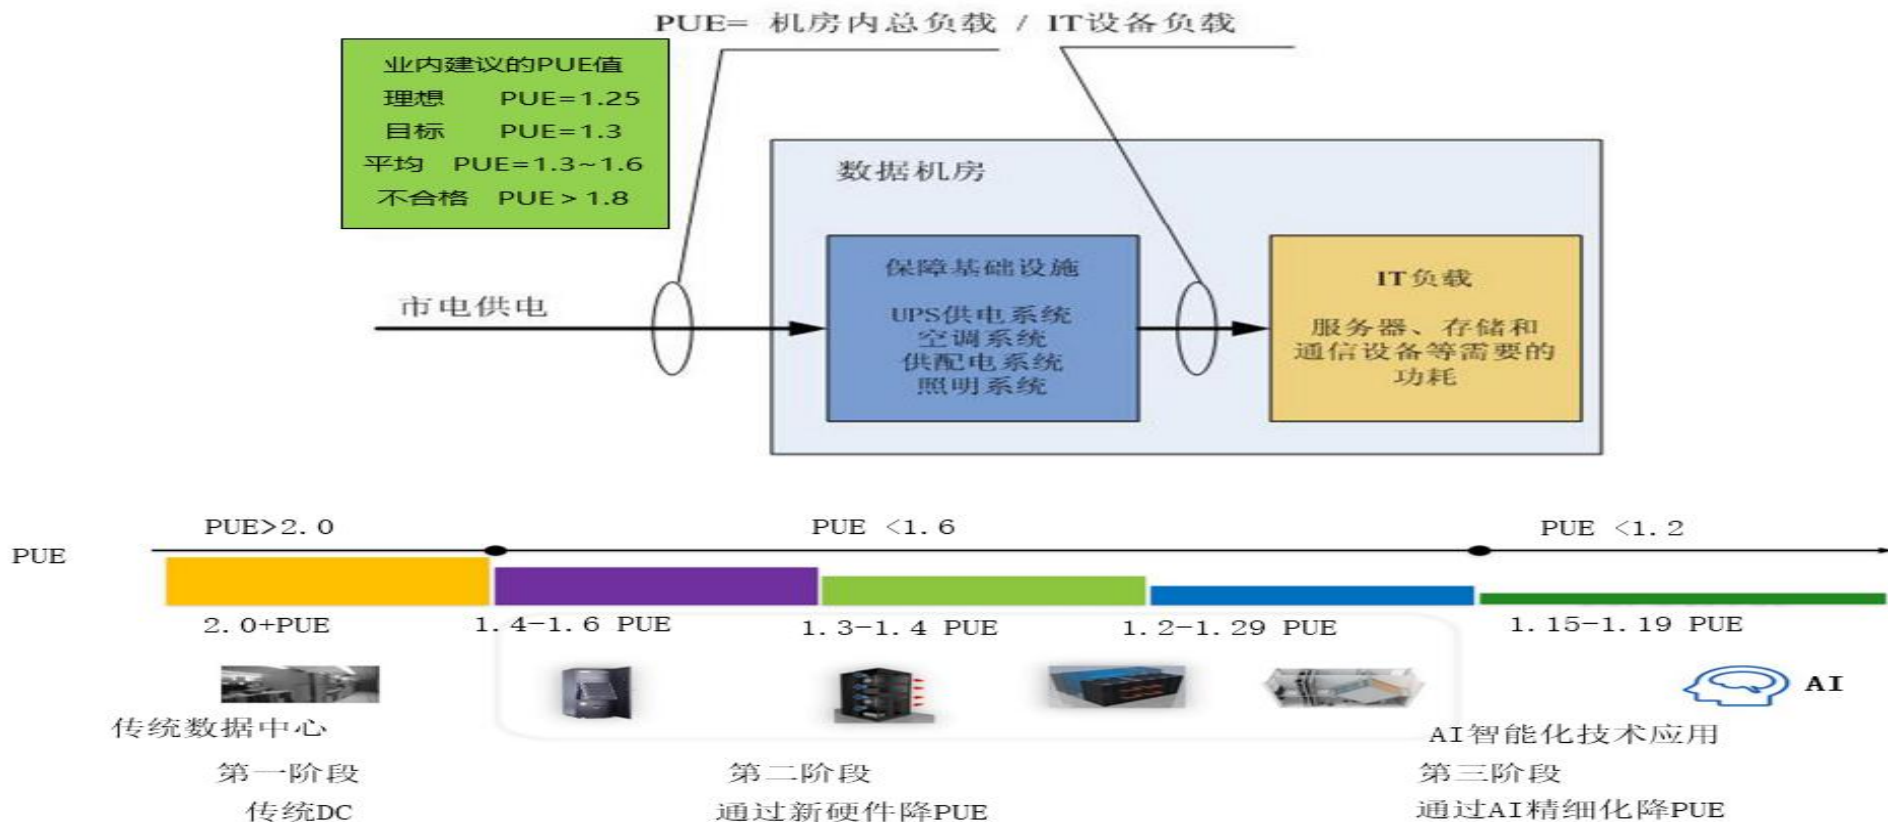 PUE= 机房内总负载 / IT设备负载
业内建议的PUE值
理想 PUE=1.25
目标 PUE=1.3
平均 PUE=1.3~1.6
不合格 PUE＞1.8
数据机房
市电供电
保障基础设施
UPS供电系统
空调系统
供配电系统
照明系统
IT负载
服务器、存储和
通信设备等需要的
功耗
PUE>2.0
PUE <1.6
PUE <1.2
PUE
2.0+PUE
1.4-1.6 PUE
1.3-1.4 PUE
1.2-1.29 PUE
1.15-1.19 PUE
AI
传统数据中心
AI智能化技术应用
第一阶段
第二阶段
第三阶段
传统DC
通过新硬件降PUE
通过AI精细化降PUE